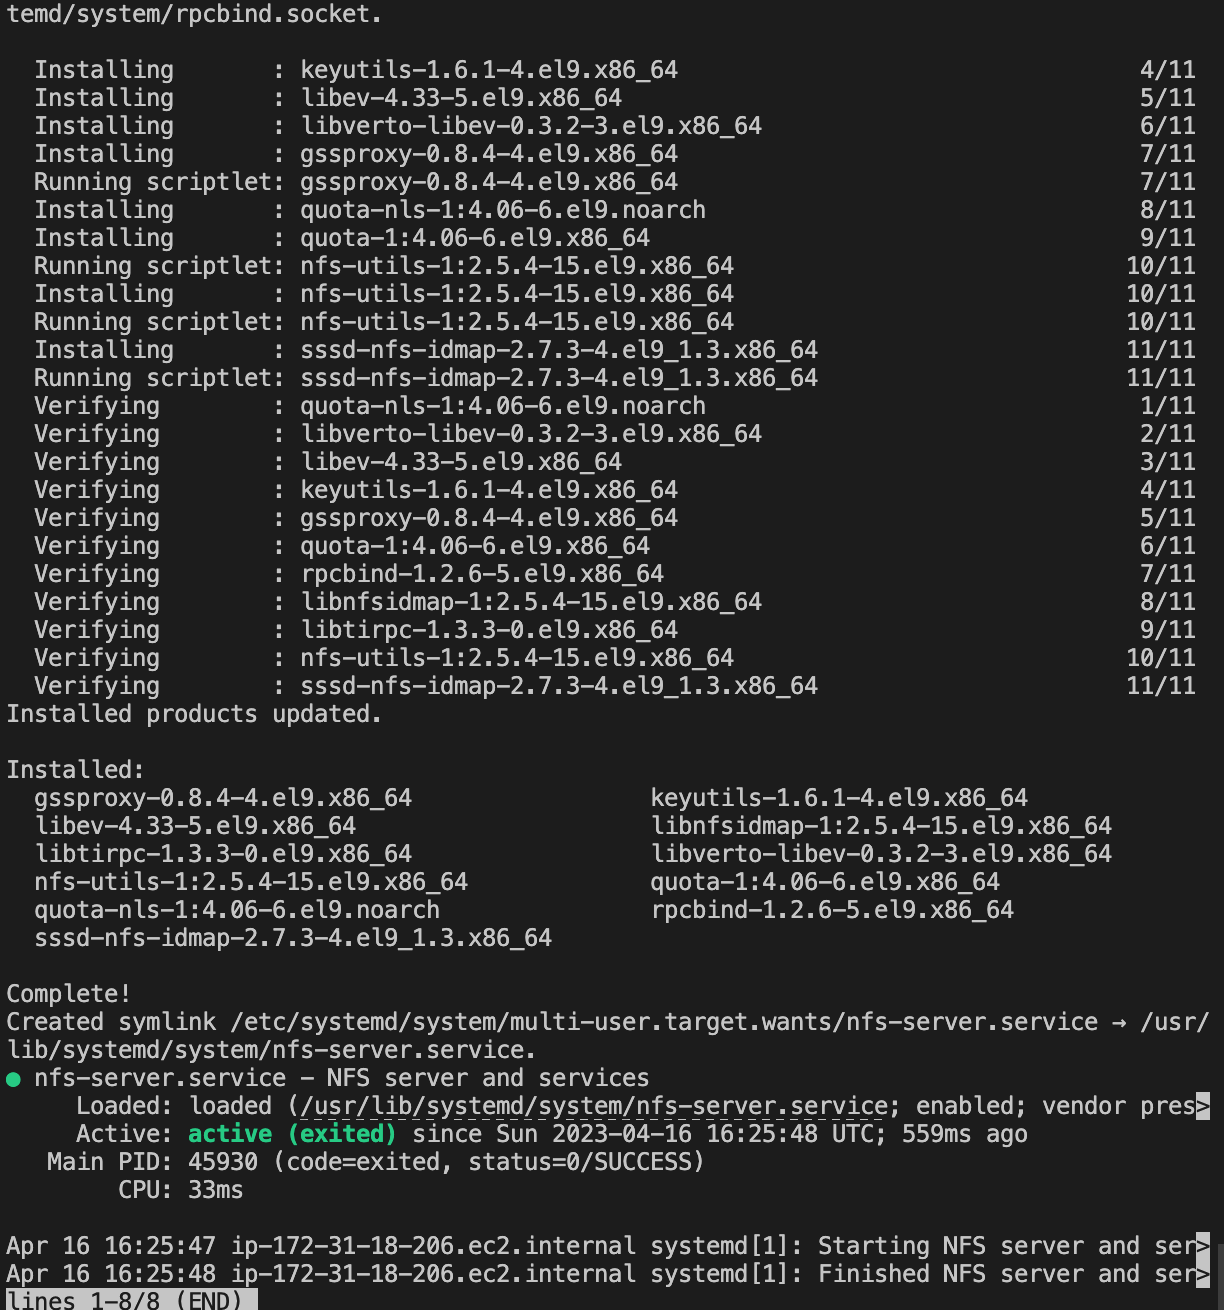 temd/system/rpcbind.socket.
  Installing       : keyutils-1.6.1-4.el9.x86_64                                 4/11
  Installing       : libev-4.33-5.el9.x86_64                                     5/11
  Installing       : libverto-libev-0.3.2-3.el9.x86_64                           6/11
  Installing       : gssproxy-0.8.4-4.el9.x86_64                                 7/11
  Running scriptlet: gssproxy-0.8.4-4.el9.x86_64                                 7/11
  Installing       : quota-nls-1:4.06-6.el9.noarch                               8/11
  Installing       : quota-1:4.06-6.el9.x86_64                                   9/11
  Running scriptlet: nfs-utils-1:2.5.4-15.el9.x86_64                            10/11
  Installing       : nfs-utils-1:2.5.4-15.el9.x86_64                            10/11
  Running scriptlet: nfs-utils-1:2.5.4-15.el9.x86_64                            10/11
  Installing       : sssd-nfs-idmap-2.7.3-4.el9_1.3.x86_64                      11/11
  Running scriptlet: sssd-nfs-idmap-2.7.3-4.el9_1.3.x86_64                      11/11
  Verifying        : quota-nls-1:4.06-6.el9.noarch                               1/11
  Verifying        : libverto-libev-0.3.2-3.el9.x86_64                           2/11
  Verifying        : libev-4.33-5.el9.x86_64                                     3/11
  Verifying        : keyutils-1.6.1-4.el9.x86_64                                 4/11
  Verifying        : gssproxy-0.8.4-4.el9.x86_64                                 5/11
  Verifying        : quota-1:4.06-6.el9.x86_64                                   6/11
  Verifying        : rpcbind-1.2.6-5.el9.x86_64                                  7/11
  Verifying        : libnfsidmap-1:2.5.4-15.el9.x86_64                           8/11
  Verifying        : libtirpc-1.3.3-0.el9.x86_64                                 9/11
  Verifying        : nfs-utils-1:2.5.4-15.el9.x86_64                            10/11
  Verifying        : sssd-nfs-idmap-2.7.3-4.el9_1.3.x86_64                      11/11
Installed products updated.
Installed:
  gssproxy-0.8.4-4.el9.x86_64                 keyutils-1.6.1-4.el9.x86_64
  libev-4.33-5.el9.x86_64                     libnfsidmap-1:2.5.4-15.el9.x86_64
  libtirpc-1.3.3-0.el9.x86_64                 libverto-libev-0.3.2-3.el9.x86_64
  nfs-utils-1:2.5.4-15.el9.x86_64             quota-1:4.06-6.el9.x86_64
  quota-nls-1:4.06-6.el9.noarch               rpcbind-1.2.6-5.el9.x86_64
  sssd-nfs-idmap-2.7.3-4.el9_1.3.x86_64
Complete!
Created symlink /etc/systemd/system/multi-user.target.wants/nfs-server.service → /usr/
lib/systemd/system/nfs-server.service.
● nfs-server.service - NFS server and services
     Loaded: loaded (/usr/lib/systemd/system/nfs-server.service; enabled; vendor pres>
     Active: active (exited) since Sun 2023-04-16 16:25:48 UTC; 559ms ago
   Main PID: 45930 (code=exited, status=0/SUCCESS)
        CPU: 33ms
Apr 16 16:25:47 ip-172-31-18-206.ec2.internal systemd[1]: Starting NFS server and ser>
Apr 16 16:25:48 ip-172-31-18-206.ec2.internal systemd[1]: Finished NFS server and ser>
lines 1-8/8 (END)